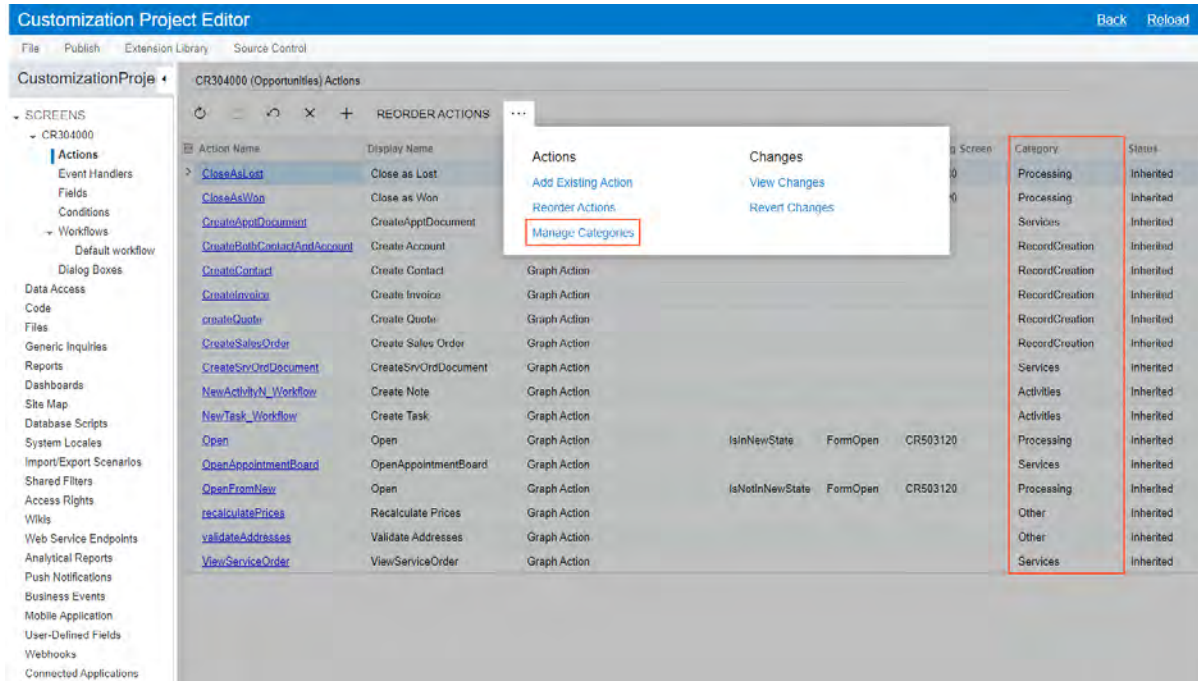 Customization Project Editor Back Reload
File Publish Extension Library Source Control
CustomizationProje
CR304000 (Opportunities) Actions
SCREENS
CR304000
Actions
Event Handlers
Fields
Conditions
Workflows
Default workflow
Dialog Boxes
Data Access
Code
Files
Generic Inquiries
Reports
Dashboards
Site Map
Database Scripts
System Locales
Import/Export Scenarios
Shared Filters
Access Rights
Wikis
Web Service Endpoints
Analytical Reports
Push Notifications
Business Events
Mobile Application
User-Defined Fields
Webhooks
Connected Applications
REORDER ACTIONS ...
Actions Changes
Add Existing Action View Changes
Reorder Actions Revert Changes
Manage Categories
Action Name Display Name Screen Category Status
CloseAsLost Close as Lost Processing Inherited
CloseAsWon Close as Won Processing Inherited
CreateApptDocument CreateApptDocument Services Inherited
CreateBothContactAndAccount Create Account RecordCreation Inherited
CreateContact Create Contact Graph Action RecordCreation Inherited
CreateInvoice Create Invoice Graph Action RecordCreation Inherited
createQuote Create Quote Graph Action RecordCreation Inherited
CreateSalesOrder Create Sales Order Graph Action RecordCreation Inherited
CreateSrvOrdDocument CreateSrvOrdDocument Graph Action Services Inherited
NewActivityN_Workflow Create Note Graph Action Activities Inherited
NewTask_Workflow Create Task Graph Action Activities Inherited
Open Open Graph Action IsInNewState FormOpen CR503120 Processing Inherited
OpenAppointmentBoard OpenAppointmentBoard Graph Action Services Inherited
OpenFromNew Open Graph Action IsNotInNewState FormOpen CR503120 Processing Inherited
recalculatePrices Recalculate Prices Graph Action Other Inherited
validateAddresses Validate Addresses Graph Action Other Inherited
ViewServiceOrder ViewServiceOrder Graph Action Services Inherited